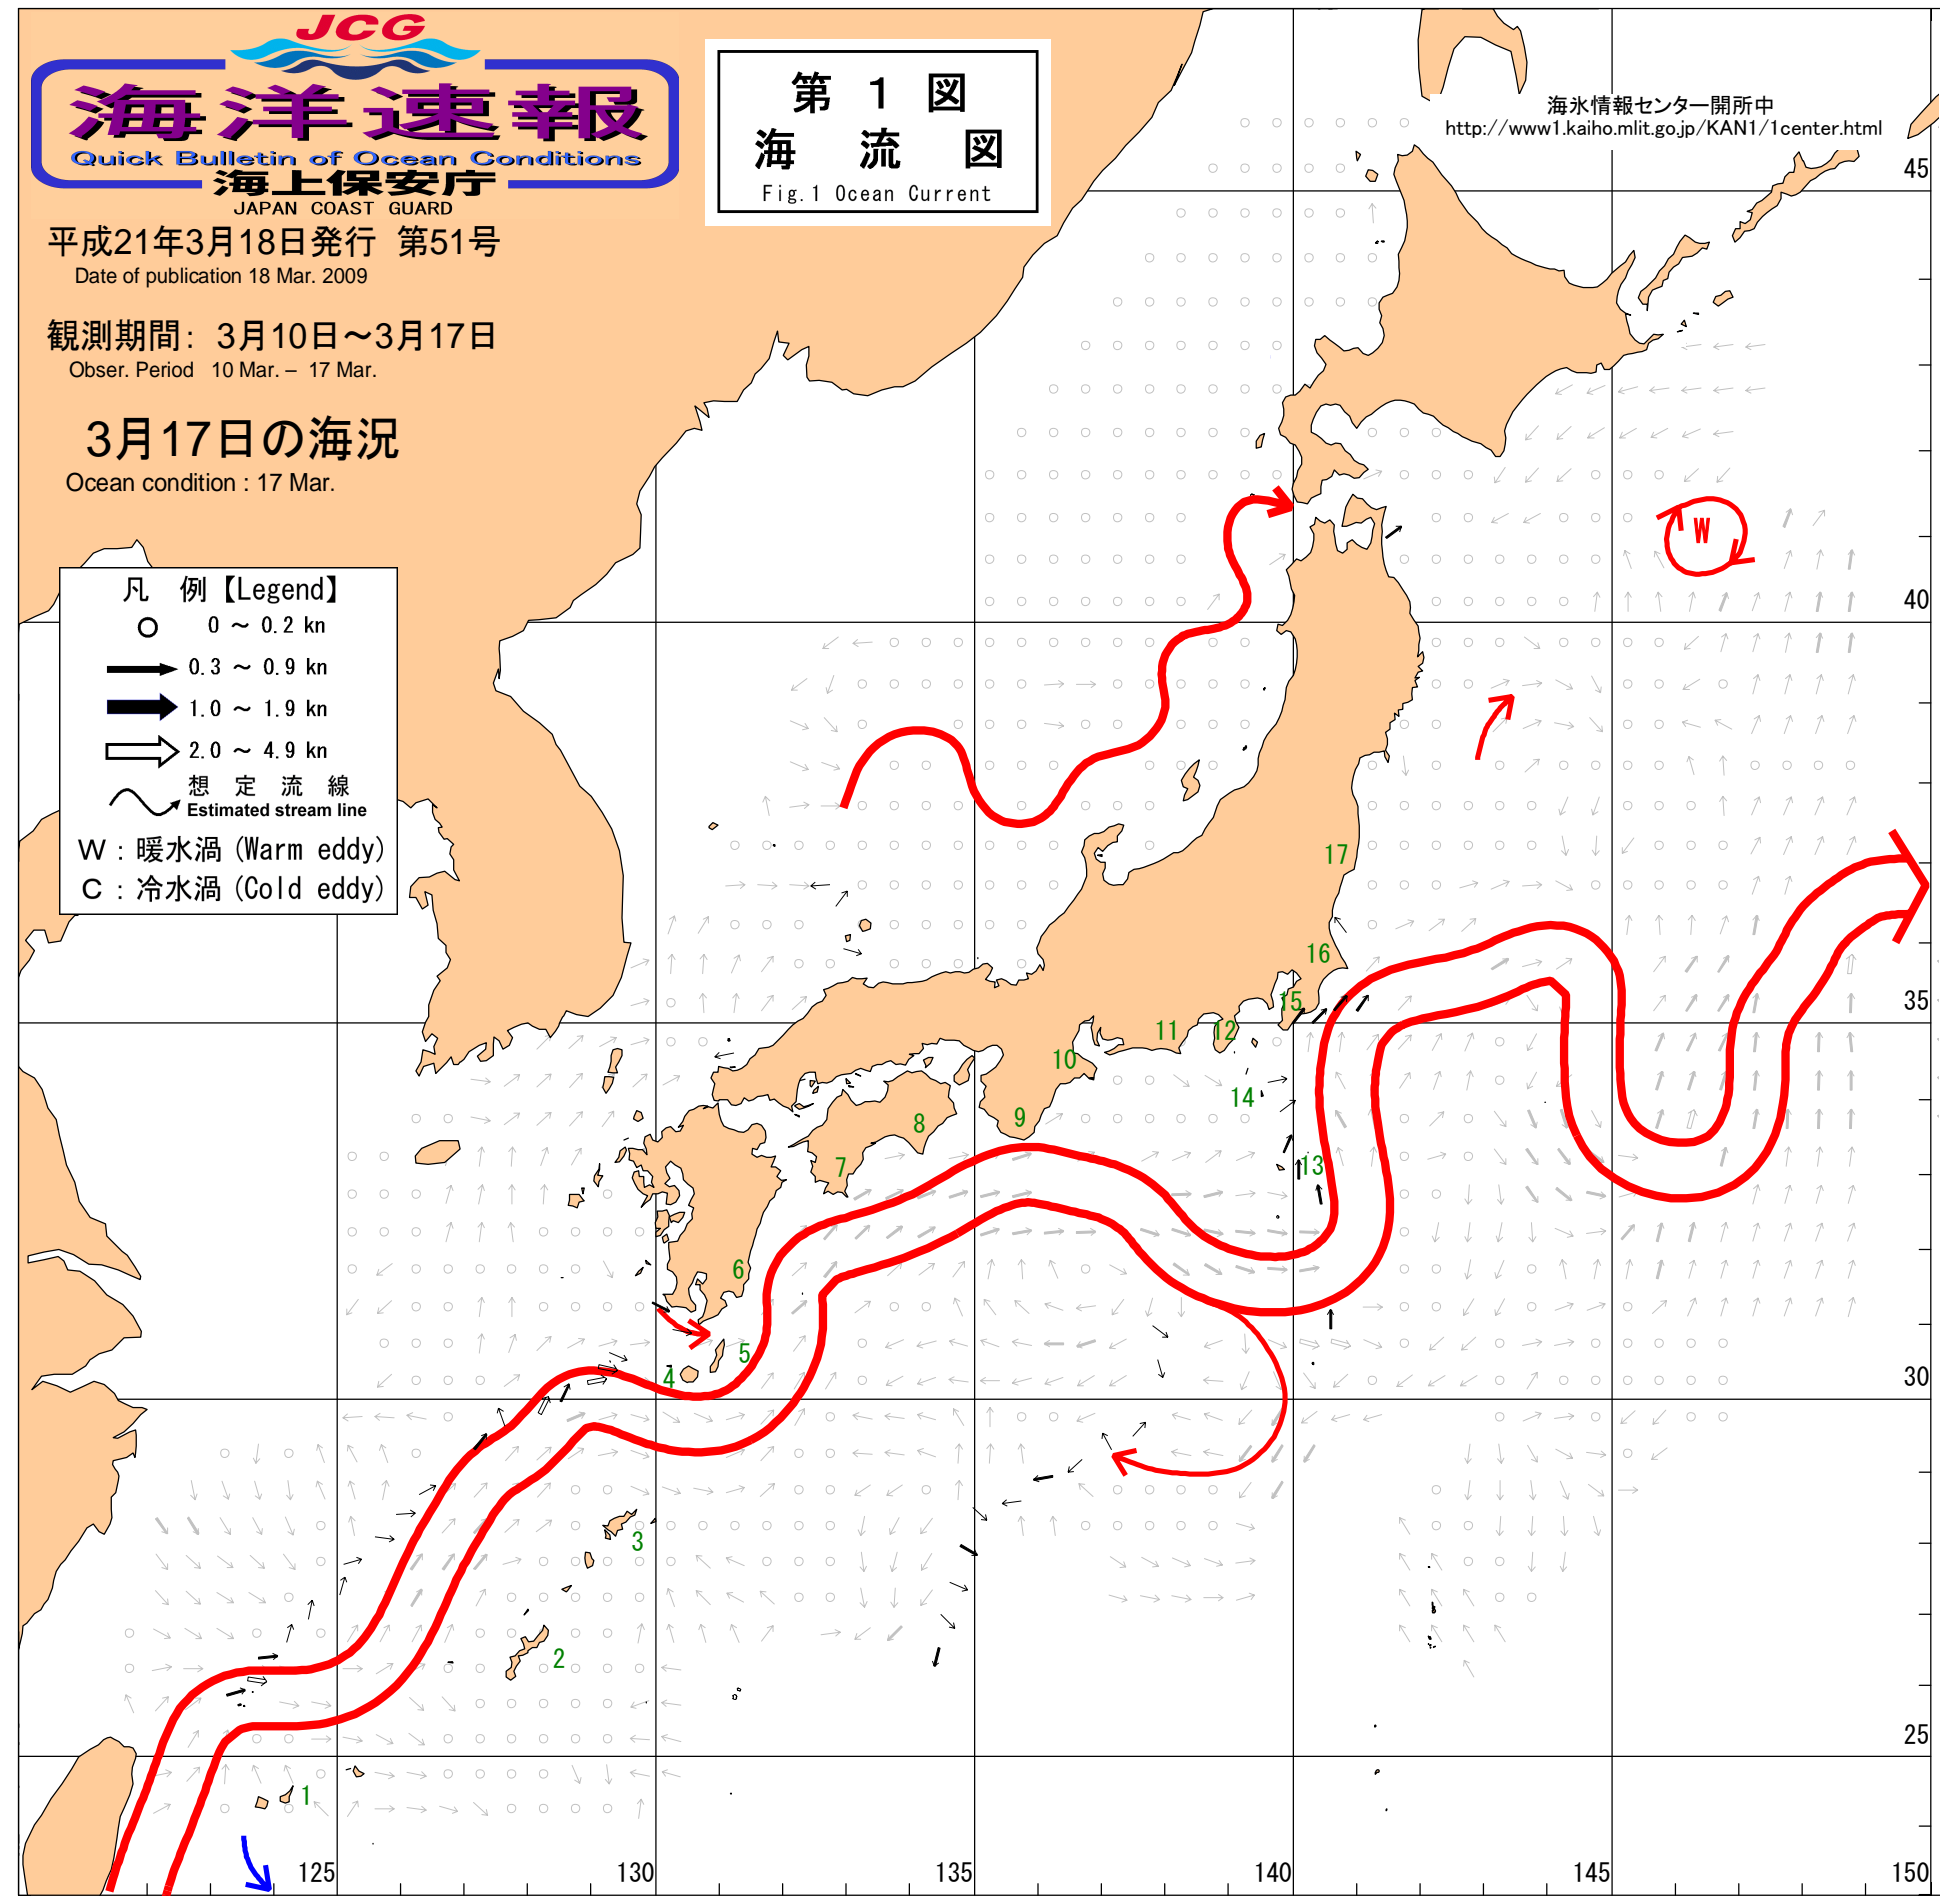 JCG
海洋速報
Quick Bulletin of Ocean Conditions
海上保安庁
JAPAN COAST GUARD
平成21年3月18日発行 第51号
Date of publication 18 Mar. 2009
観測期間： 3月10日～3月17日
Obser. Period 10 Mar. – 17 Mar.
3月17日の海況
Ocean condition : 17 Mar.
第 1 図
海 流 図
Fig.1 Ocean Current
海氷情報センター開所中
http://www1.kaiho.mlit.go.jp/KAN1/1center.html
凡 例【Legend】
0 ～ 0.2 kn
0.3 ～ 0.9 kn
1.0 ～ 1.9 kn
2.0 ～ 4.9 kn
想 定 流 線
Estimated stream line
W：暖水渦 (Warm eddy)
C：冷水渦 (Cold eddy)
45
W
40
17
16
15
35
12
11
10
14
9
8
13
7
6
5
4
30
3
2
25
1
125
130
135
140
145
150